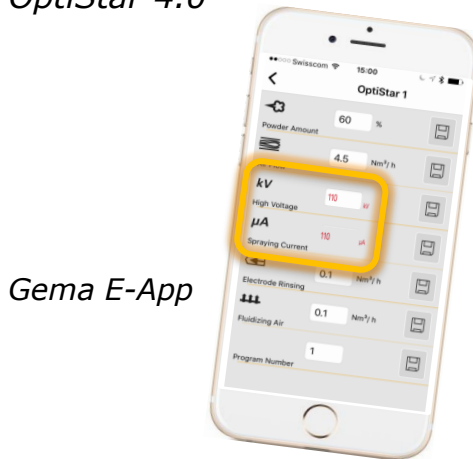 OptiStar 4.0
Swisscom 15:00
OptiStar 1
Powder Amount 60 %
4.5 Nm³/h
kV
High Voltage 110 kV
µA
Spraying Current 110 µA
Electrode Rinsing 0.1 Nm³/h
Gema E-App
Fluidizing Air 0.1 Nm³/h
Program Number 1